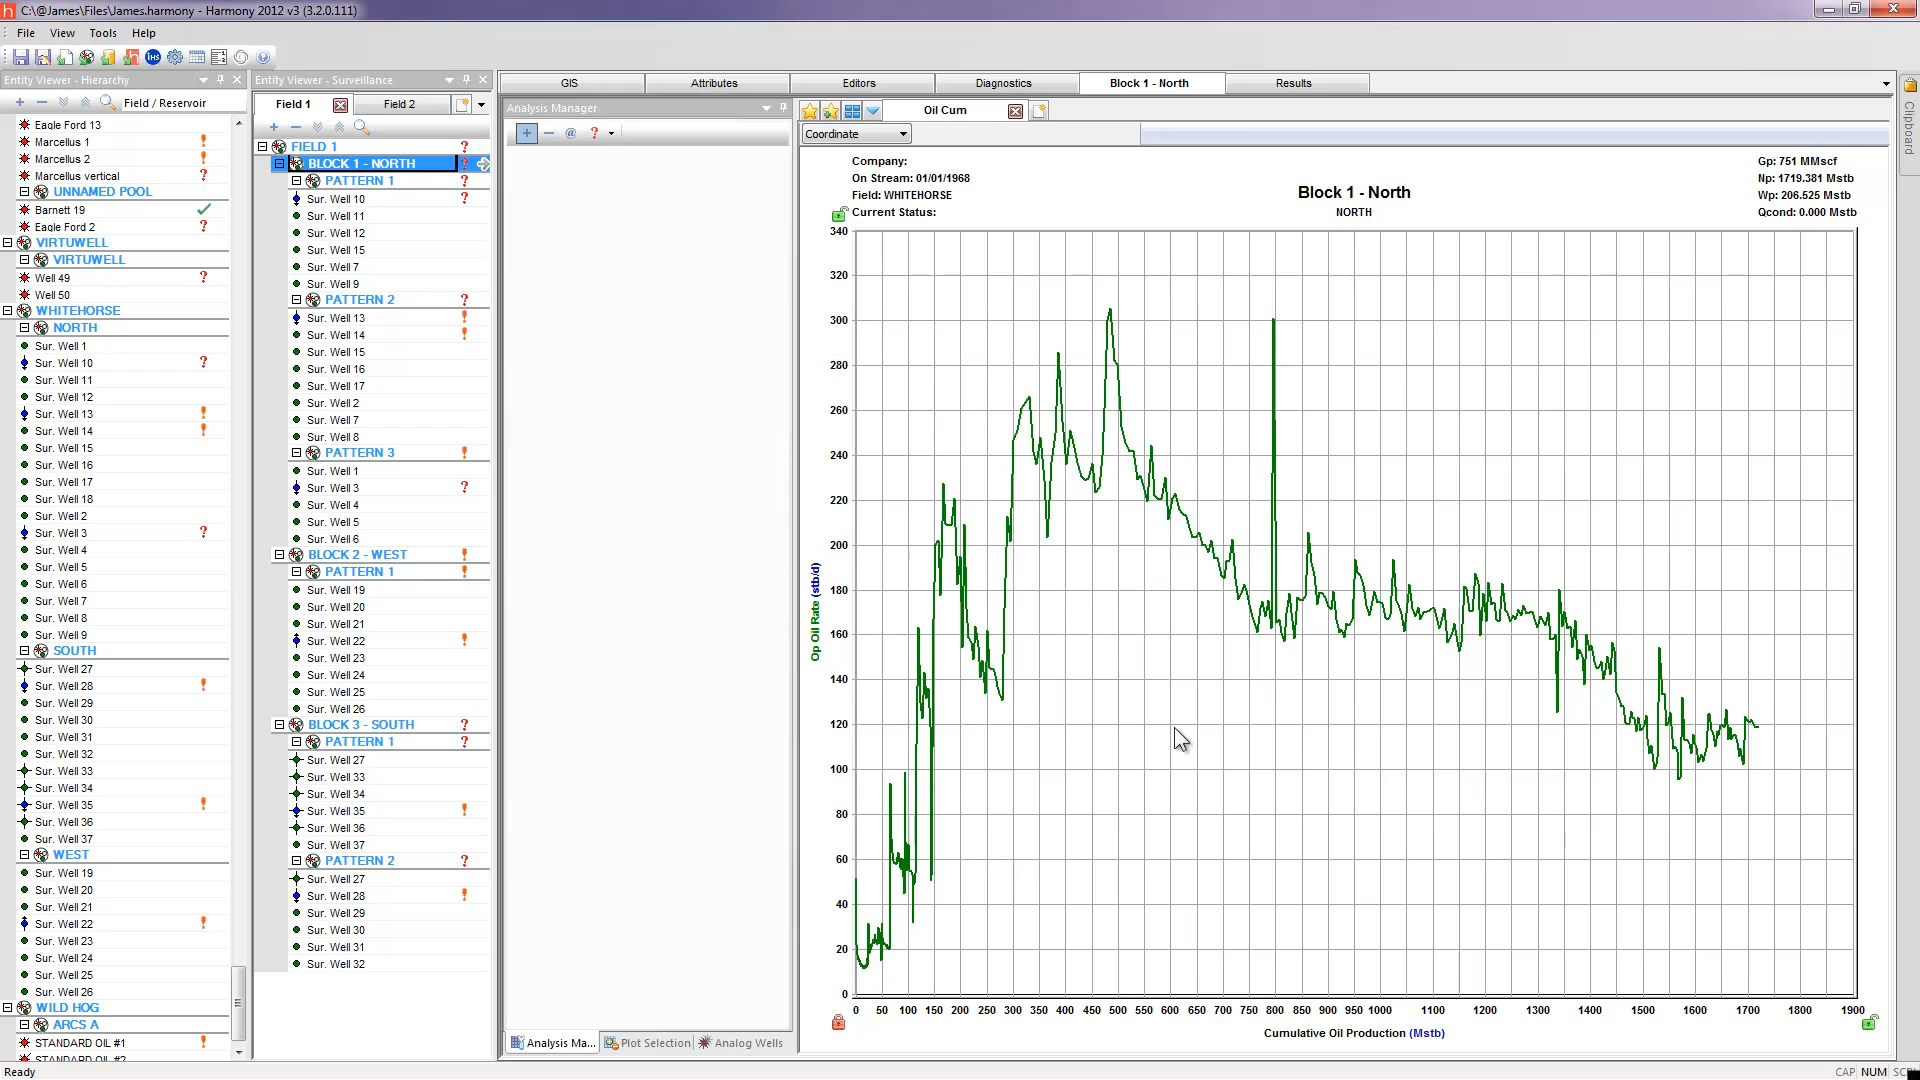 C:\@James\Files\James.harmony - Harmony 2012 v3 (3.2.0.111)
File View Tools Help
Entity Viewer - Hierarchy
Field / Reservoir
Eagle Ford 13
Marcellus 1
Marcellus 2
Marcellus vertical
UNNAMED POOL
Barnett 19
Eagle Ford 2
VIRTUWELL
VIRTUWELL
Well 49
Well 50
WHITEHORSE
NORTH
Sur. Well 1
Sur. Well 10
Sur. Well 11
Sur. Well 12
Sur. Well 13
Sur. Well 14
Sur. Well 15
Sur. Well 16
Sur. Well 17
Sur. Well 18
Sur. Well 2
Sur. Well 3
Sur. Well 4
Sur. Well 5
Sur. Well 6
Sur. Well 7
Sur. Well 8
Sur. Well 9
SOUTH
Sur. Well 27
Sur. Well 28
Sur. Well 29
Sur. Well 30
Sur. Well 31
Sur. Well 32
Sur. Well 33
Sur. Well 34
Sur. Well 35
Sur. Well 36
Sur. Well 37
WEST
Sur. Well 19
Sur. Well 20
Sur. Well 21
Sur. Well 22
Sur. Well 23
Sur. Well 24
Sur. Well 25
Sur. Well 26
WILD HOG
ARCS A
STANDARD OIL #1
STANDARD OIL #2
Entity Viewer - Surveillance
Field 1 Field 2
FIELD 1
BLOCK 1 - NORTH
PATTERN 1
Sur. Well 10
Sur. Well 11
Sur. Well 12
Sur. Well 15
Sur. Well 7
Sur. Well 9
PATTERN 2
Sur. Well 13
Sur. Well 14
Sur. Well 15
Sur. Well 16
Sur. Well 17
Sur. Well 2
Sur. Well 7
Sur. Well 8
PATTERN 3
Sur. Well 1
Sur. Well 3
Sur. Well 4
Sur. Well 5
Sur. Well 6
BLOCK 2 - WEST
PATTERN 1
Sur. Well 19
Sur. Well 20
Sur. Well 21
Sur. Well 22
Sur. Well 23
Sur. Well 24
Sur. Well 25
Sur. Well 26
BLOCK 3 - SOUTH
PATTERN 1
Sur. Well 27
Sur. Well 33
Sur. Well 34
Sur. Well 35
Sur. Well 36
Sur. Well 37
PATTERN 2
Sur. Well 27
Sur. Well 28
Sur. Well 29
Sur. Well 30
Sur. Well 31
Sur. Well 32
GIS Attributes Editors Diagnostics Block 1 - North Results
Analysis Manager
Analysis Ma... Plot Selection Analog Wells
Oil Cum
Coordinate
Company:
On Stream: 01/01/1968
Field: WHITEHORSE
Current Status:
Block 1 - North
NORTH
Gp: 751 MMscf
Np: 1719.381 Mstb
Wp: 206.525 Mstb
Qcond: 0.000 Mstb
340
320
300
280
260
240
220
200
180
160
140
120
100
80
60
40
20
0
Op Oil Rate (stb/d)
0 50 100 150 200 250 300 350 400 450 500 550 600 650 700 750 800 850 900 950 1000 1100 1200 1300 1400 1500 1600 1700 1800 1900
Cumulative Oil Production (Mstb)
Clipboard
Ready
CAP NUM